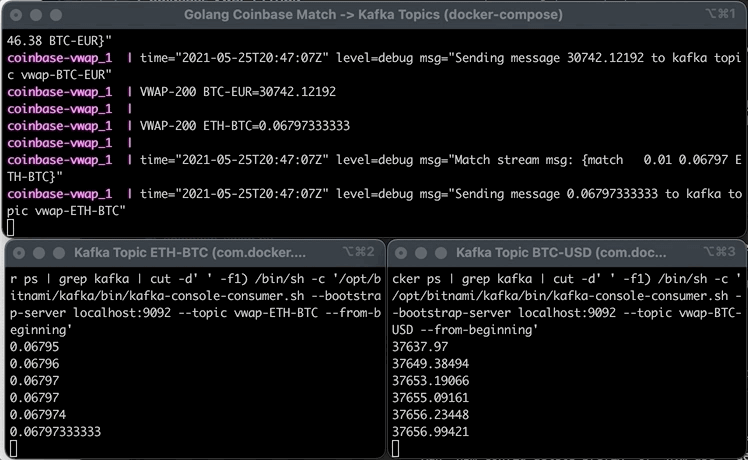 Golang Coinbase Match -> Kafka Topics (docker-compose)
⌥⌘1
46.38 BTC-EUR}"
coinbase-vwap_1  | time="2021-05-25T20:47:07Z" level=debug msg="Sending message 30742.12192 to kafka topi
c vwap-BTC-EUR"
coinbase-vwap_1  | VWAP-200 BTC-EUR=30742.12192
coinbase-vwap_1  |
coinbase-vwap_1  | VWAP-200 ETH-BTC=0.06797333333
coinbase-vwap_1  |
coinbase-vwap_1  | time="2021-05-25T20:47:07Z" level=debug msg="Match stream msg: {match   0.01 0.06797 E
TH-BTC}"
coinbase-vwap_1  | time="2021-05-25T20:47:07Z" level=debug msg="Sending message 0.06797333333 to kafka to
pic vwap-ETH-BTC"
Kafka Topic ETH-BTC (com.docker....
⌥⌘2
r ps | grep kafka | cut -d' ' -f1) /bin/sh -c '/opt/b
itnami/kafka/bin/kafka-console-consumer.sh --bootstra
p-server localhost:9092 --topic vwap-ETH-BTC --from-b
eginning'
0.06795
0.06796
0.06797
0.06797
0.067974
0.06797333333
Kafka Topic BTC-USD (com.doc...
⌥⌘3
cker ps | grep kafka | cut -d' ' -f1) /bin/sh -c '
/opt/bitnami/kafka/bin/kafka-console-consumer.sh -
-bootstrap-server localhost:9092 --topic vwap-BTC-
USD --from-beginning'
37637.97
37649.38494
37653.19066
37655.09161
37656.23448
37656.99421